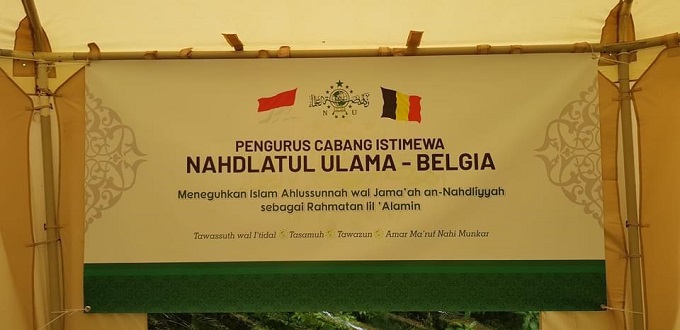 N U
PENGURUS CABANG ISTIMEWA
NAHDLATUL ULAMA - BELGIA
Meneguhkan Islam Ahlussunnah wal Jama'ah an-Nahdliyyah
sebagai Rahmatan lil 'Alamin
Tawassuth wal I'tidal Tasamuh Tawazun Amar Ma'ruf Nahi Munkar